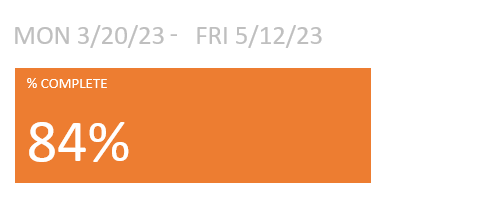 MON 3/20/23 - FRI 5/12/23
% COMPLETE
84%